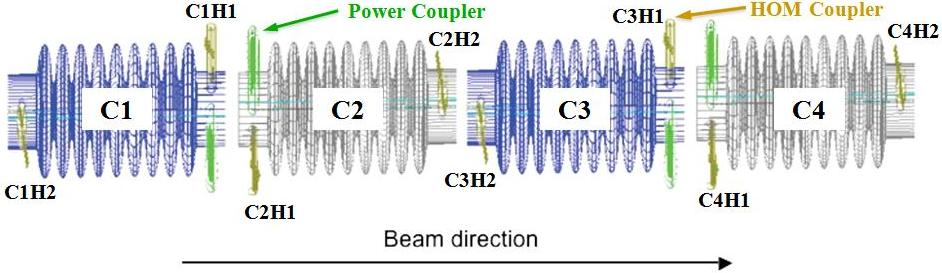 C1H1
Power Coupler
C3H1
HOM Coupler
C2H2
C4H2
C1
C2
C3
C4
C1H2
C2H1
C3H2
C4H1
Beam direction